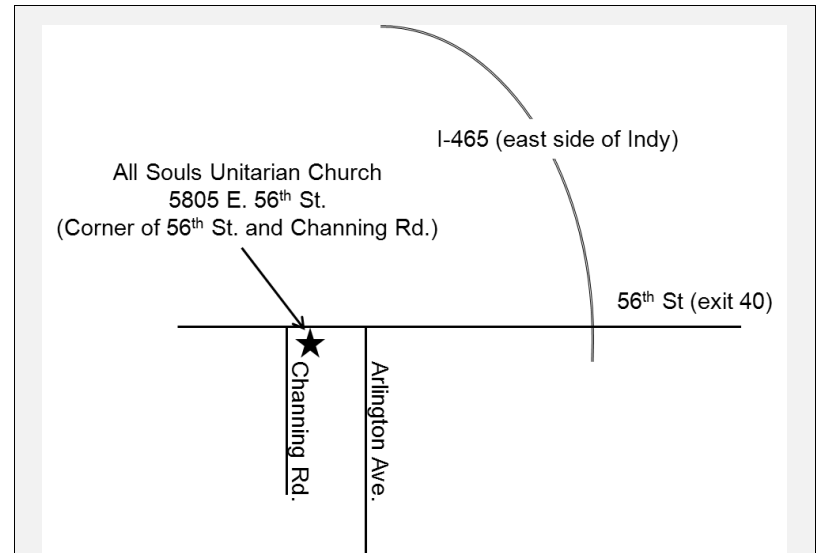 I-465 (east side of Indy)
All Souls Unitarian Church
5805 E. 56th St.
(Corner of 56th St. and Channing Rd.)
56th St (exit 40)
Channing Rd.
Arlington Ave.